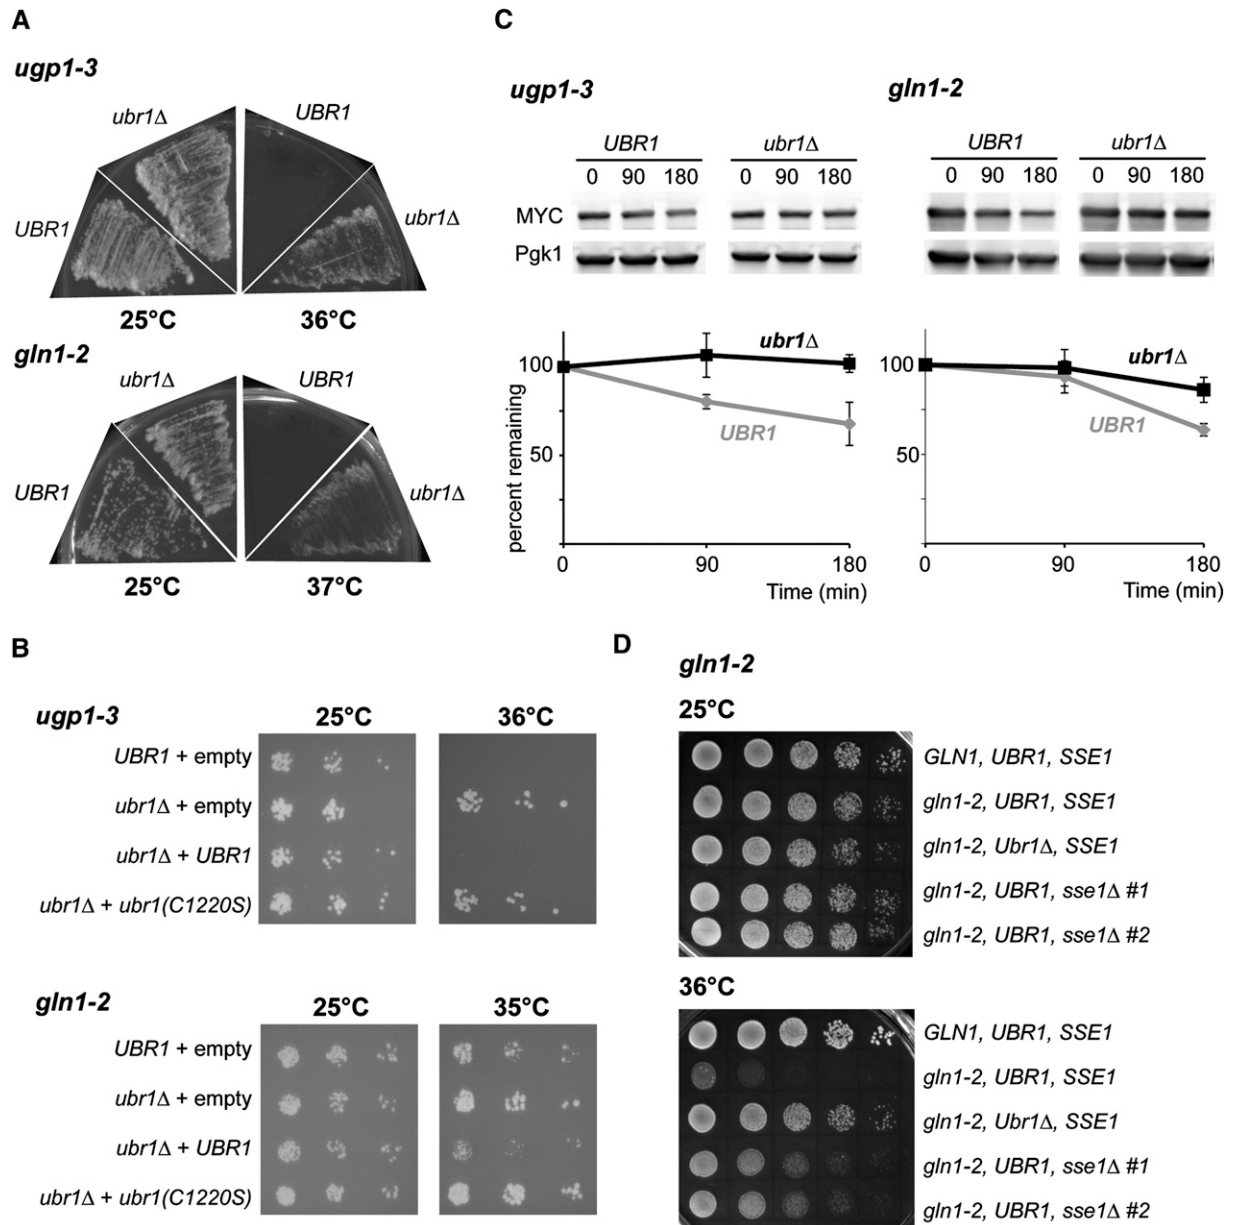 A
ugp1-3
ubr1Δ
UBR1
UBR1
ubr1Δ
25°C
36°C
gln1-2
ubr1Δ
UBR1
UBR1
ubr1Δ
25°C
37°C
B
ugp1-3
25°C
36°C
UBR1 + empty
ubr1Δ + empty
ubr1Δ + UBR1
ubr1Δ + ubr1(C1220S)
gln1-2
25°C
35°C
UBR1 + empty
ubr1Δ + empty
ubr1Δ + UBR1
ubr1Δ + ubr1(C1220S)
C
ugp1-3
gln1-2
UBR1
ubr1Δ
UBR1
ubr1Δ
0 90 180
0 90 180
0 90 180
0 90 180
MYC
Pgk1
percent remaining
100
50
ubr1Δ
UBR1
0 90 180
Time (min)
100
50
ubr1Δ
UBR1
0 90 180
Time (min)
D
gln1-2
25°C
GLN1, UBR1, SSE1
gln1-2, UBR1, SSE1
gln1-2, Ubr1Δ, SSE1
gln1-2, UBR1, sse1Δ #1
gln1-2, UBR1, sse1Δ #2
36°C
GLN1, UBR1, SSE1
gln1-2, UBR1, SSE1
gln1-2, Ubr1Δ, SSE1
gln1-2, UBR1, sse1Δ #1
gln1-2, UBR1, sse1Δ #2